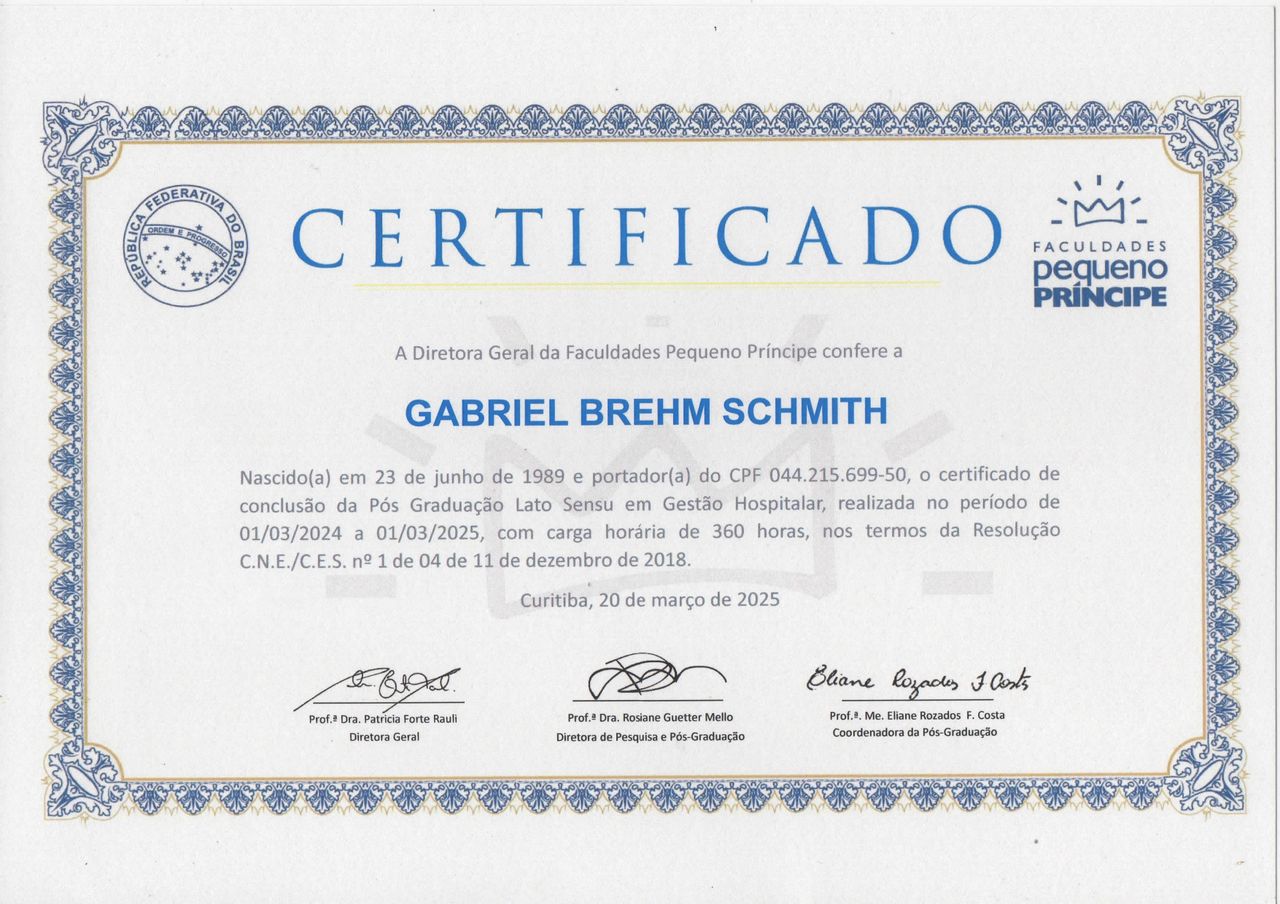 REPÚBLICA FEDERATIVA DO BRASIL
ORDEM E PROGRESSO
CERTIFICADO
FACULDADES
pequeno
PRÍNCIPE
A Diretora Geral da Faculdades Pequeno Príncipe confere a
GABRIEL BREHM SCHMITH
Nascido(a) em 23 de junho de 1989 e portador(a) do CPF 044.215.699-50, o certificado de
conclusão da Pós Graduação Lato Sensu em Gestão Hospitalar, realizada no período de
01/03/2024 a 01/03/2025, com carga horária de 360 horas, nos termos da Resolução
C.N.E./C.E.S. nº 1 de 04 de 11 de dezembro de 2018.
Curitiba, 20 de março de 2025
Eliane Rozados F Costa
Prof.ª Dra. Patricia Forte Rauli
Diretora Geral
Prof.ª Dra. Rosiane Guetter Mello
Diretora de Pesquisa e Pós-Graduação
Prof.ª. Me. Eliane Rozados F. Costa
Coordenadora da Pós-Graduação